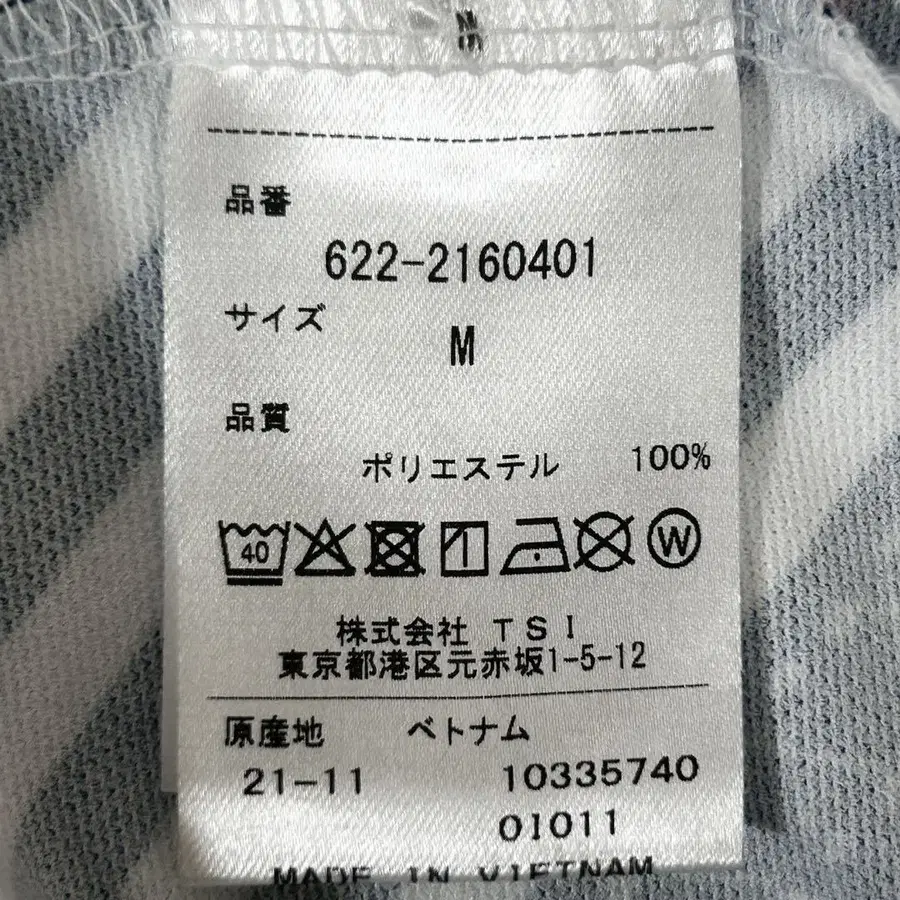 品番
622-2160401
サイズ
M
品質
ポリエステル 100%
40 W
株式会社 TSI
東京都港区元赤坂1-5-12
原産地 ベトナム
21-11 10335740
01011
MADE IN VIETNAM